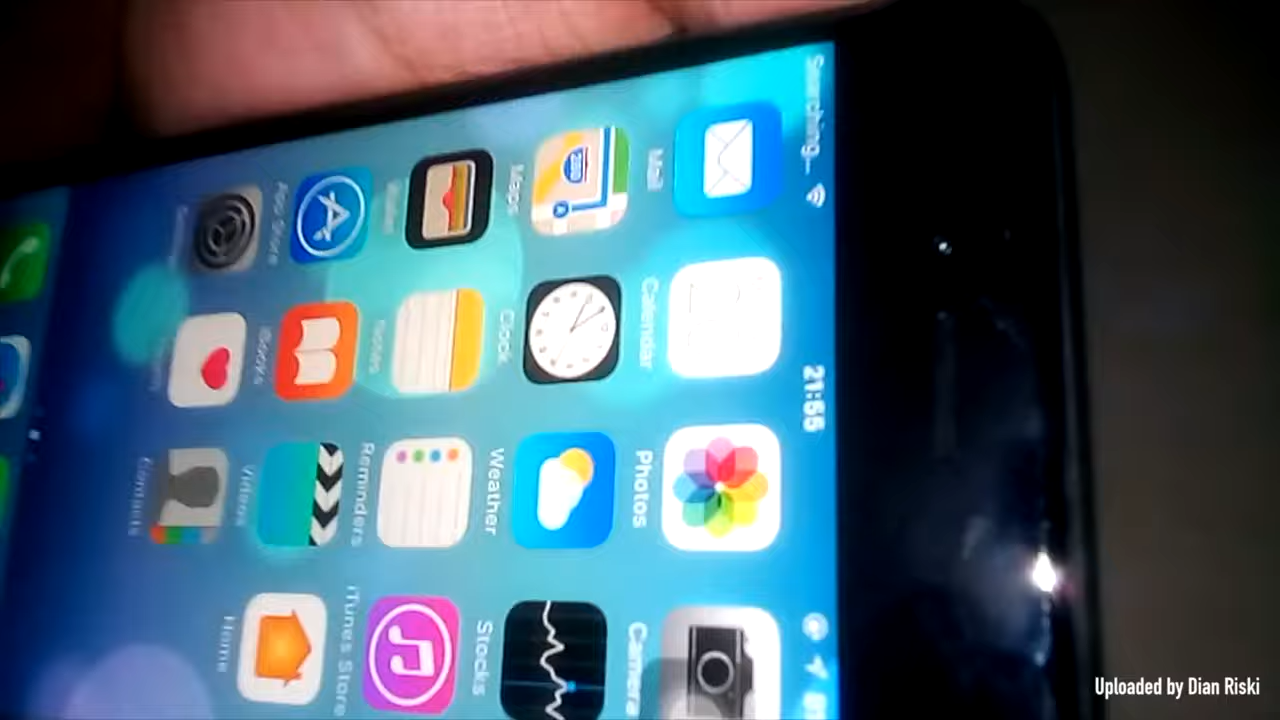 Searching...
21:55
Mail
Calendar
Photos
Camera
Maps
Clock
Weather
Stocks
Notes
Reminders
iTunes Store
App Store
iBooks
Videos
Home
Contacts
Uploaded by Dian Riski